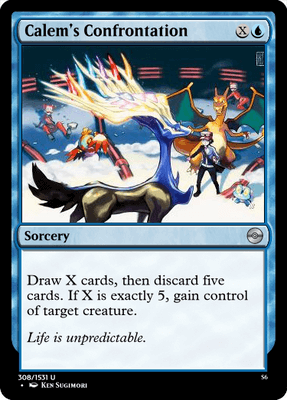 Calem's Confrontation X
Sorcery
Draw X cards, then discard five
cards. If X is exactly 5, gain control
of target creature.
Life is unpredictable.
308/1531 U S6
• Ken Sugimori